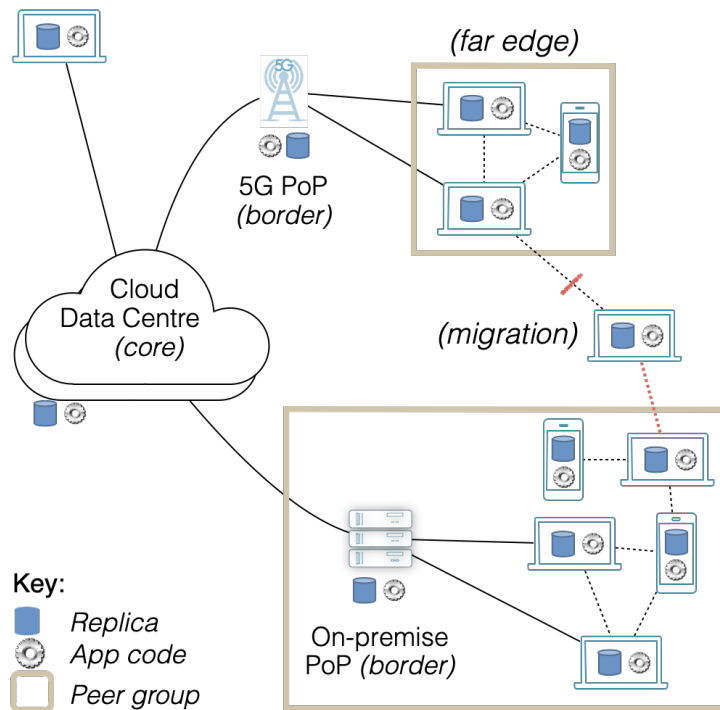 (far edge)
5G
5G PoP
(border)
Cloud
Data Centre
(core)
(migration)
On-premise
PoP (border)
Key:
Replica
App code
Peer group